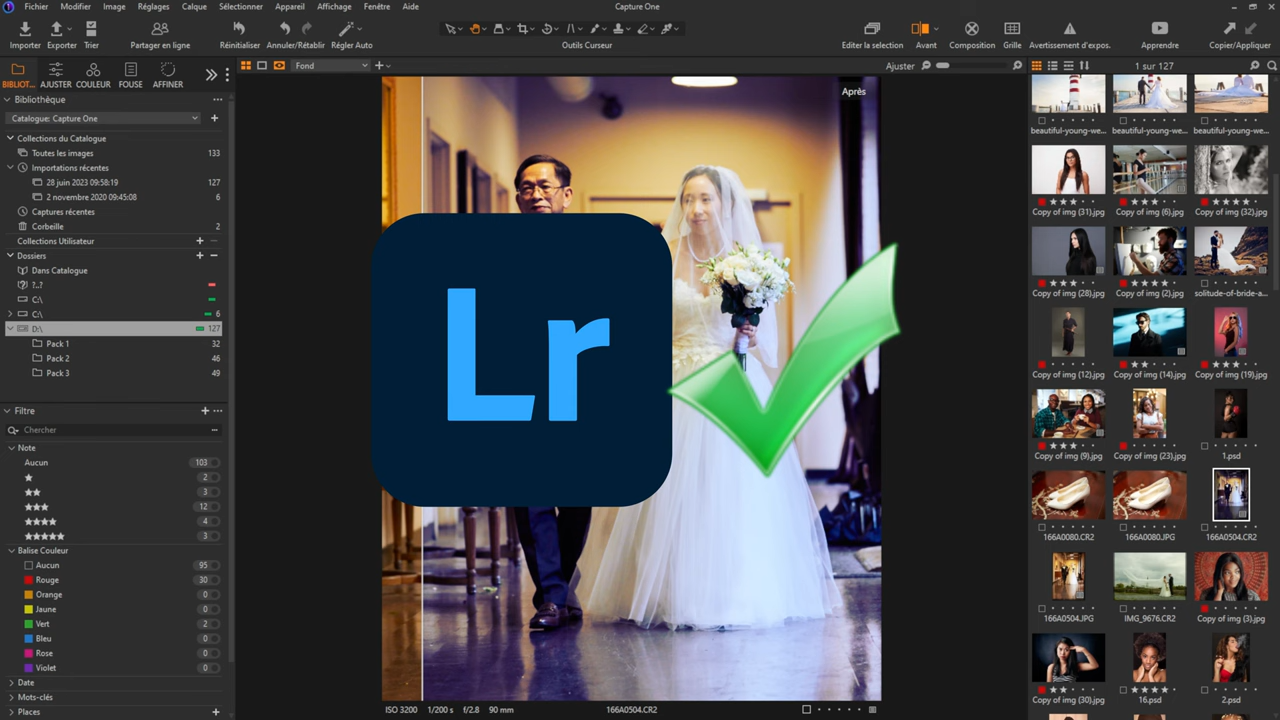 Fichier Modifier Image Réglages Calque Sélectionner Appareil Affichage Fenêtre Aide
Capture One
Importer Exporter Trier Partager en ligne Réinitialiser Annuler/Rétablir Régler Auto Outils Curseur Editer la selection Avant Composition Grille Avertissement d'expos. Apprendre Copier/Appliquer
BIBLIOT... AJUSTER COULEUR FOUSE AFFINER
Fond
Ajuster
1 sur 127
Bibliothèque
Catalogue: Capture One
Collections du Catalogue
Toutes les images 133
Importations récentes
28 juin 2023 09:58:19 127
2 novembre 2020 09:45:08 6
Captures récentes
Corbeille 2
Collections Utilisateur
Dossiers
Dans Catalogue
?..?
C:\
C:\ 6
D:\ 127
Pack 1 32
Pack 2 46
Pack 3 49
Filtre
Chercher
Note
Aucun 103
2
3
12
4
3
Balise Couleur
Aucun 95
Rouge 30
Orange 0
Jaune 0
Vert 2
Bleu 0
Rose 0
Violet 0
Date
Mots-clés
Places
Après
Lr
ISO 3200 1/200 s f/2.8 90 mm
166A0504.CR2
beautiful-young-we... beautiful-young-we... beautiful-young-we...
Copy of img (31).jpg Copy of img (6).jpg Copy of img (32).jpg
Copy of img (28).jpg Copy of img (2).jpg solitude-of-bride-a...
Copy of img (12).jpg Copy of img (14).jpg Copy of img (19).jpg
Copy of img (9).jpg Copy of img (23).jpg 1.psd
166A0080.CR2 166A0080.JPG 166A0504.CR2
166A0504.JPG IMG_9676.CR2 Copy of img (3).jpg
Copy of img (30).jpg 16.psd 2.psd